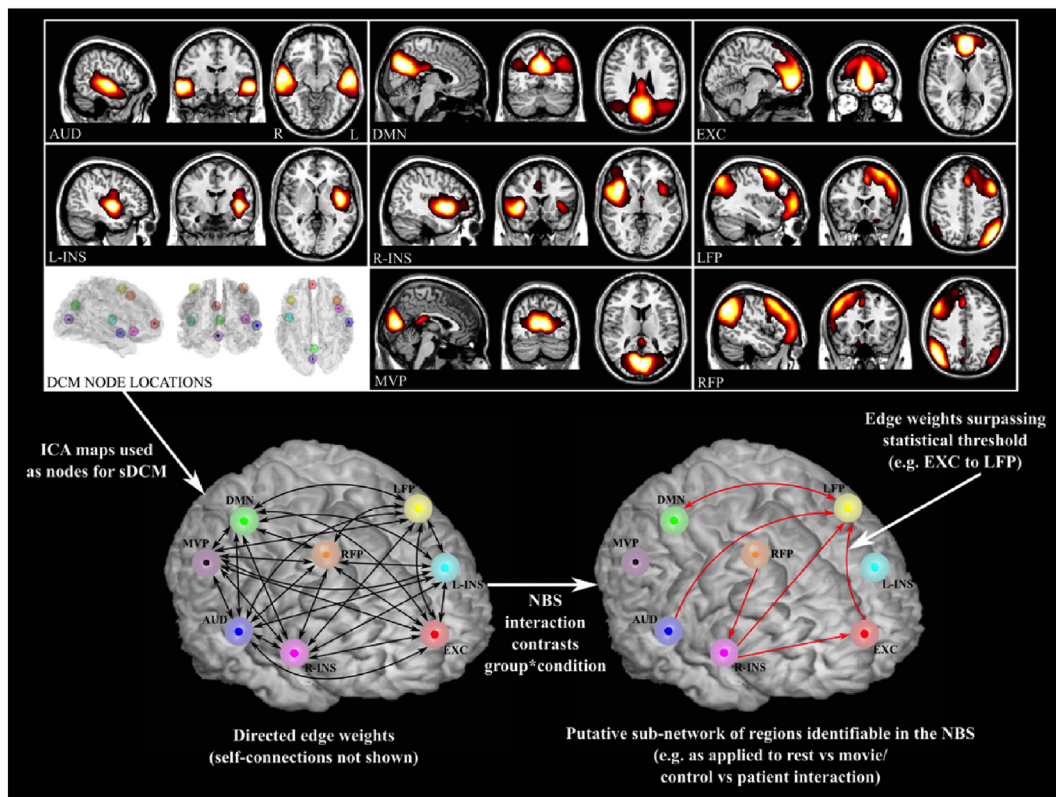 AUD
R
L
DMN
EXC
L-INS
R-INS
LFP
DCM NODE LOCATIONS
MVP
RFP
ICA maps used
as nodes for sDCM
Edge weights surpassing
statistical threshold
(e.g. EXC to LFP)
DMN
LFP
MVP
RFP
L-INS
AUD
R-INS
EXC
NBS
interaction
contrasts
group*condition
DMN
LFP
MVP
RFP
L-INS
AUD
R-INS
EXC
Directed edge weights
(self-connections not shown)
Putative sub-network of regions identifiable in the NBS
(e.g. as applied to rest vs movie/
control vs patient interaction)